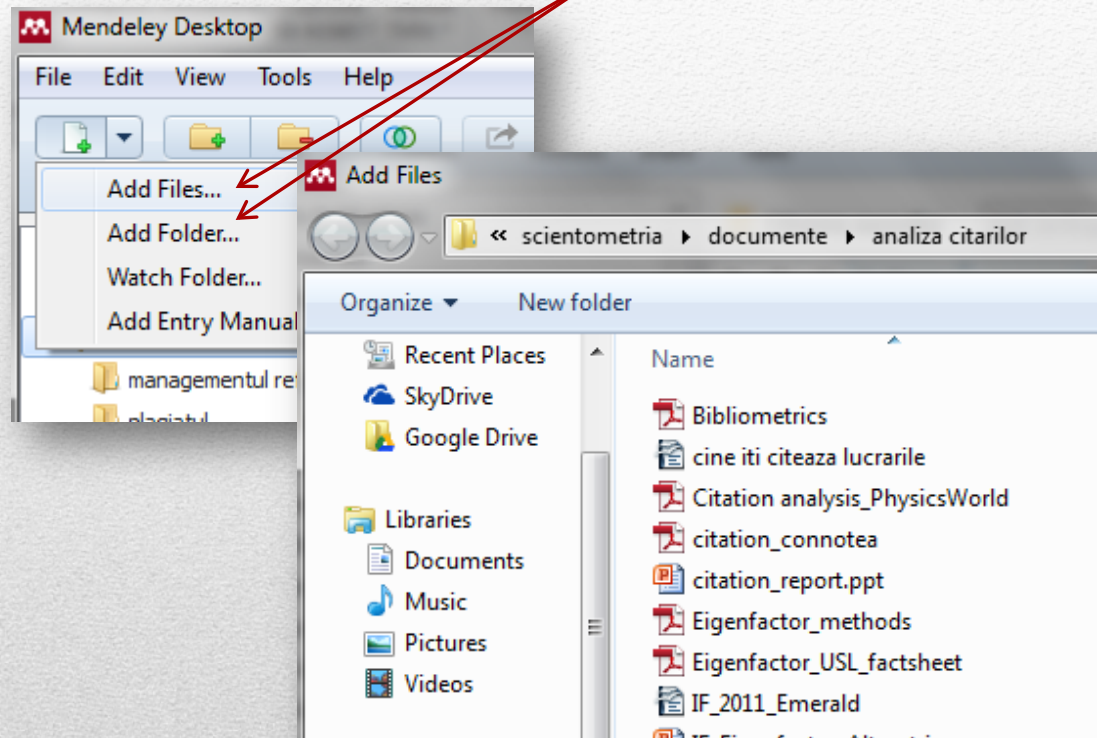 Mendeley Desktop
File Edit View Tools Help
Add Files...
Add Folder...
Watch Folder...
Add Entry Manual
managementul re
plagiatul
Add Files
« scientometria ▸ documente ▸ analiza citarilor
Organize ▾ New folder
Recent Places
SkyDrive
Google Drive
Libraries
Documents
Music
Pictures
Videos
Name
Bibliometrics
cine iti citeaza lucrarile
Citation analysis_PhysicsWorld
citation_connotea
citation_report.ppt
Eigenfactor_methods
Eigenfactor_USL_factsheet
IF_2011_Emerald